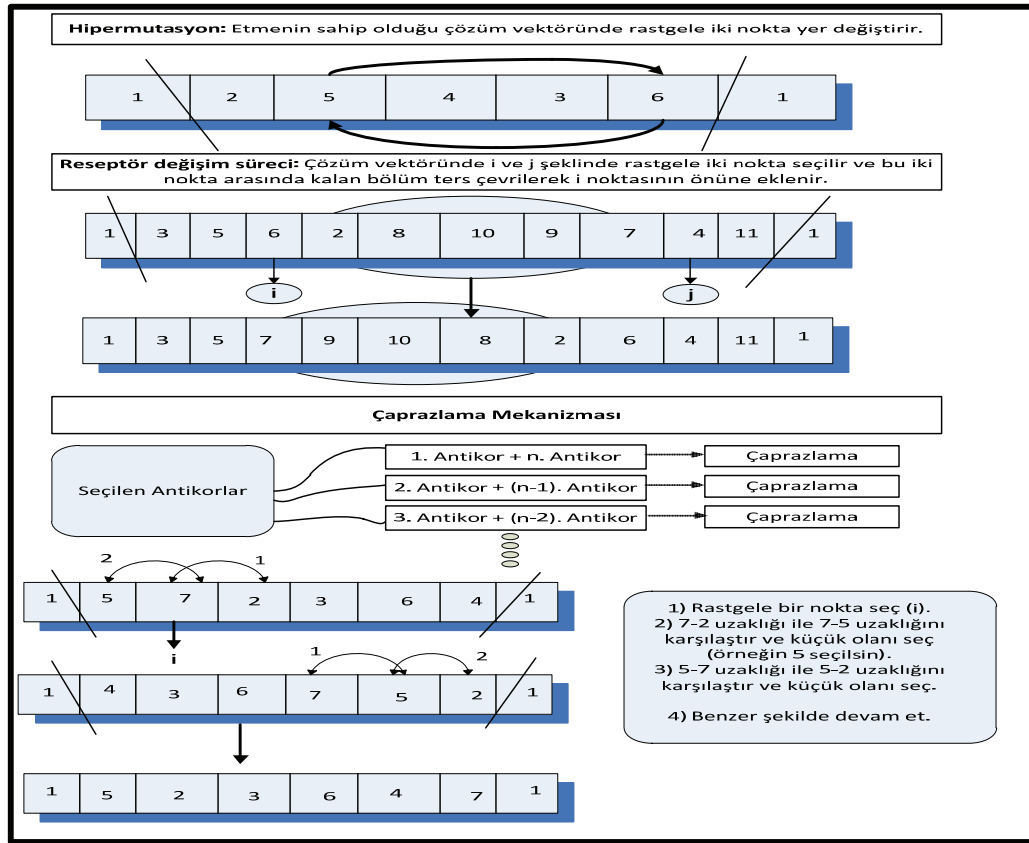 Hipermutasyon: Etmenin sahip olduğu çözüm vektöründe rastgele iki nokta yer değiştirir.
1 2 5 4 3 6 1
Reseptör değişim süreci: Çözüm vektöründe i ve j şeklinde rastgele iki nokta seçilir ve bu iki
nokta arasında kalan bölüm ters çevrilerek i noktasının önüne eklenir.
1 3 5 6 2 8 10 9 7 4 11 1
i j
1 3 5 7 9 10 8 2 6 4 11 1
Çaprazlama Mekanizması
Seçilen Antikorlar
1. Antikor + n. Antikor
Çaprazlama
2. Antikor + (n-1). Antikor
Çaprazlama
3. Antikor + (n-2). Antikor
Çaprazlama
2 1
1 5 7 2 3 6 4 1
i
1 2
1 4 3 6 7 5 2 1
1 5 2 3 6 4 7 1
1) Rastgele bir nokta seç (i).
2) 7-2 uzaklığı ile 7-5 uzaklığını
karşılaştır ve küçük olanı seç
(örneğin 5 seçilsin).
3) 5-7 uzaklığı ile 5-2 uzaklığını
karşılaştır ve küçük olanı seç.
4) Benzer şekilde devam et.